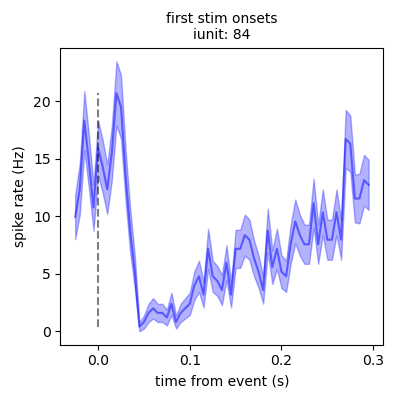 first stim onsets
iunit: 84
spike rate (Hz)
20
15
10
5
0
0.0
0.1
0.2
0.3
time from event (s)